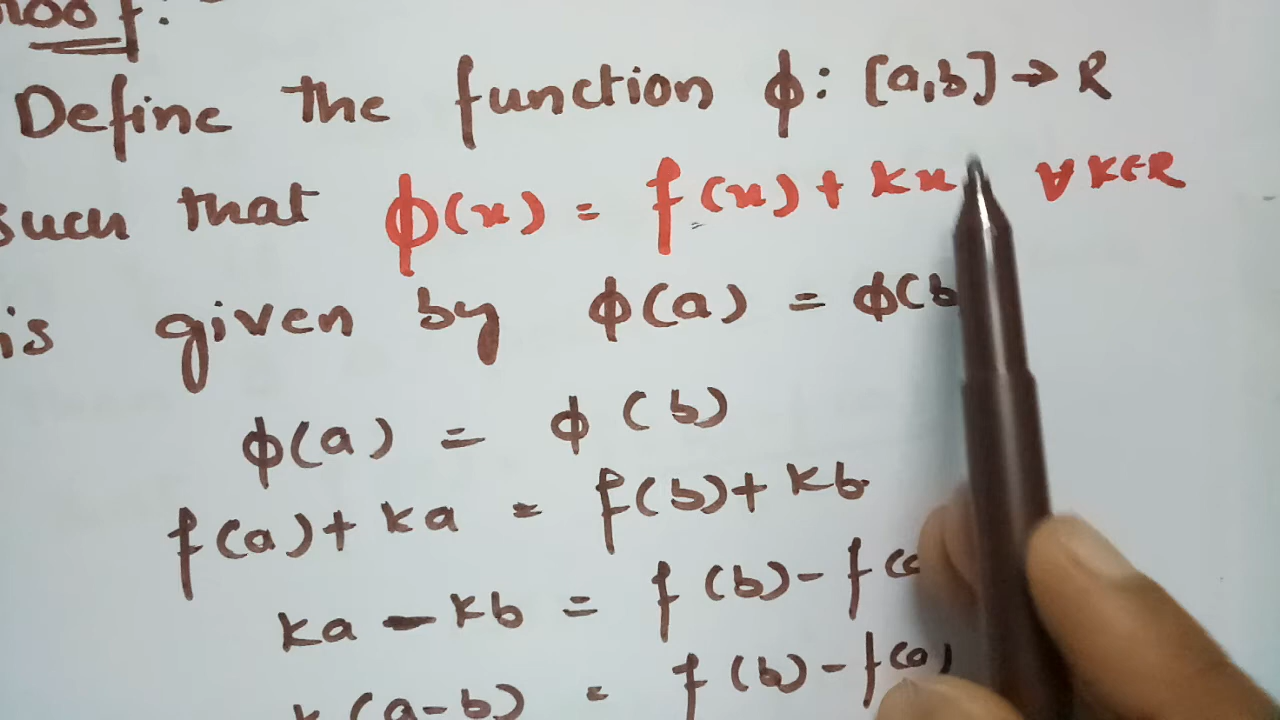 Proof:
Define the function ϕ: [a,b] → R
such that ϕ(x) = f(x) + kx ∀ k∈R
is given by ϕ(a) = ϕ(b
ϕ(a) = ϕ(b)
f(a) + ka = f(b) + kb
ka - kb = f(b) - f(a
k(a-b) = f(b) - f(a)